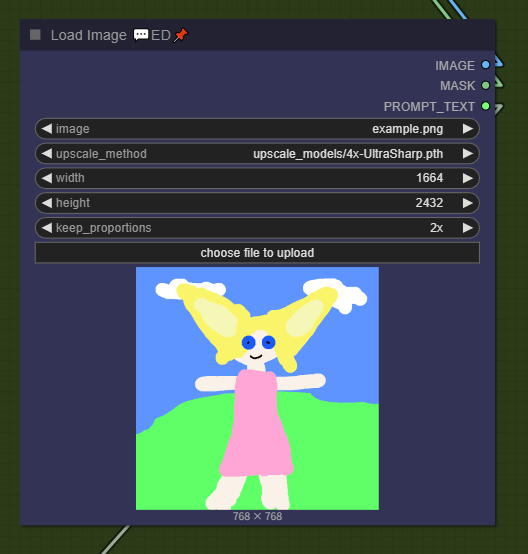 Load Image 💬ED📌
IMAGE
MASK
PROMPT_TEXT
image example.png
upscale_method upscale_models/4x-UltraSharp.pth
width 1664
height 2432
keep_proportions 2x
choose file to upload
768 × 768